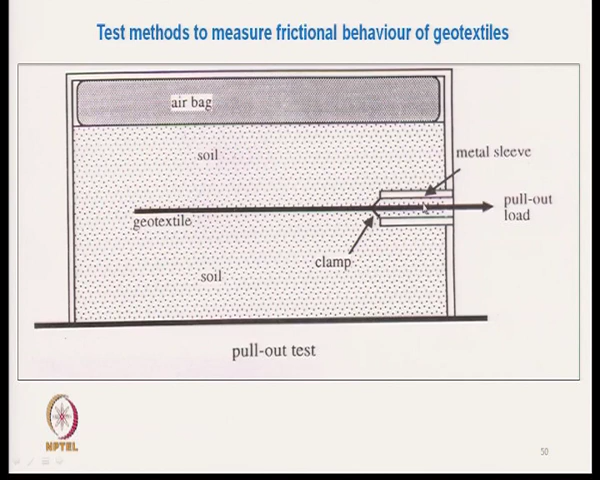 Test methods to measure frictional behaviour of geotextiles
air bag
soil
metal sleeve
pull-out
load
geotextile
clamp
soil
pull-out test
NPTEL
50